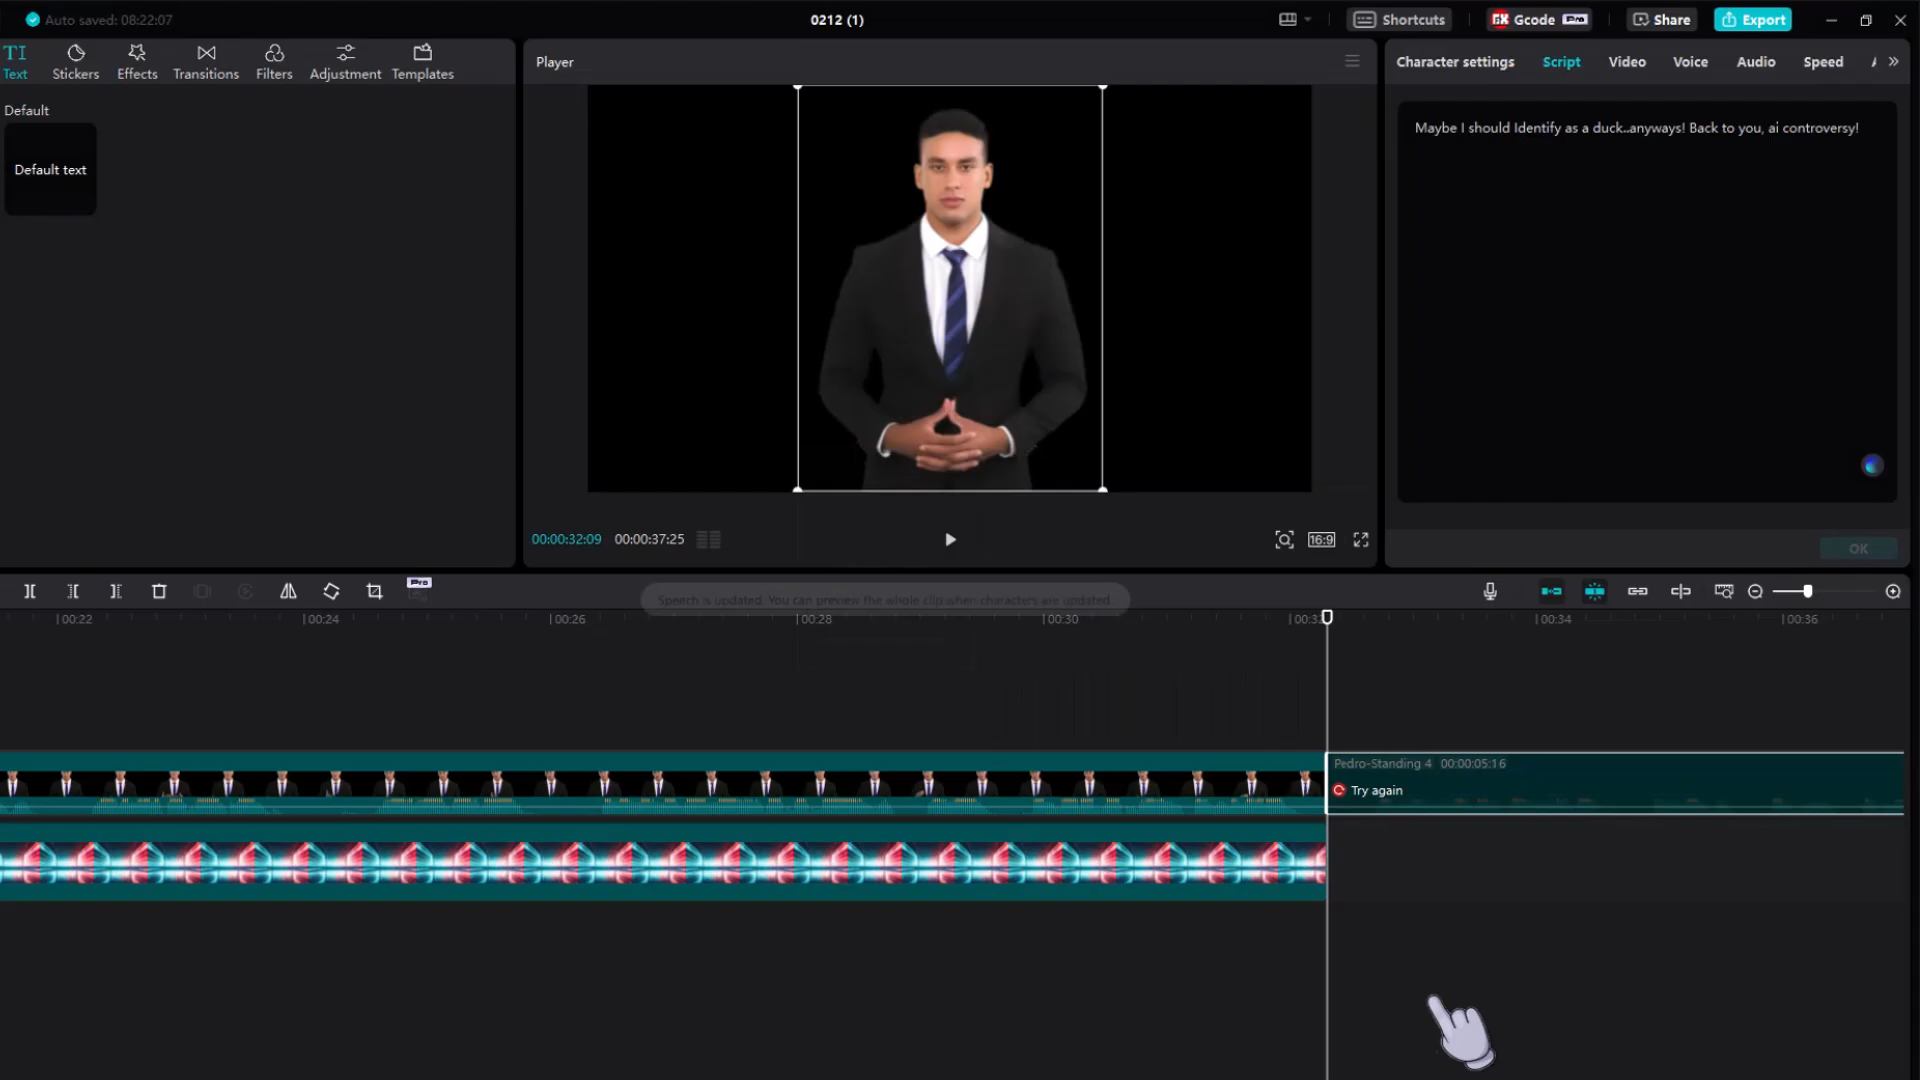 Auto saved: 08:22:07
0212 (1)
Shortcuts
Gcode Pro
Share
Export
TI
Text
Stickers
Effects
Transitions
Filters
Adjustment
Templates
Default
Default text
Player
00:00:32:09
00:00:37:25
16:9
Character settings
Script
Video
Voice
Audio
Speed
Maybe I should Identify as a duck..anyways! Back to you, ai controversy!
OK
Pro
Speech is updated. You can preview the whole clip when characters are updated.
00:22
00:24
00:26
00:28
00:30
00:32
00:34
00:36
Pedro-Standing 4 00:00:05:16
Try again